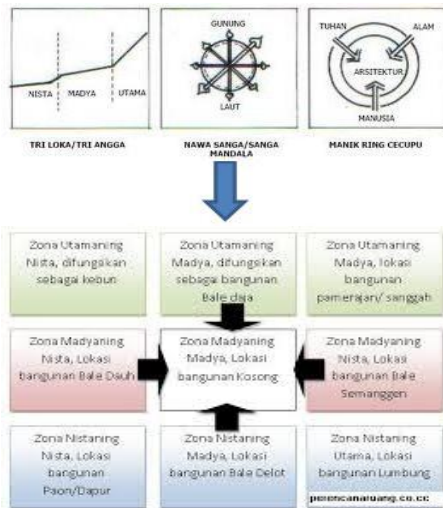 GUNUNG
TUHAN
ALAM
ARSITEKTUR
NISTA
MADYA
UTAMA
LAUT
MANUSIA
TRI LOKA/TRI ANGGA
NAWA SANGA/SANGA
MANDALA
MANIK RING CECUPU
Zona Utamaning
Nista, difungsikan
sebagai kebun
Zona Utamaning
Madya, difungsikan
sebagai bangunan
Bale daja
Zona Utamaning
Madya, lokasi
bangunan
pamerajan/ sanggah
Zona Madyaning
Nista, Lokasi
bangunan Bale Dauh
Zona Madyaning
Madya, Lokasi
bangunan Kosong
Zona Madyaning
Nista, Lokasi
bangunan Bale
Semanggen
Zona Nistaning
Nista, Lokasi
bangunan
Paon/Dapur
Zona Nistaning
Madya, Lokasi
bangunan Bale Delot
Zona Nistaning
Utama, Lokasi
bangunan Lumbung
perencanaruang.co.cc